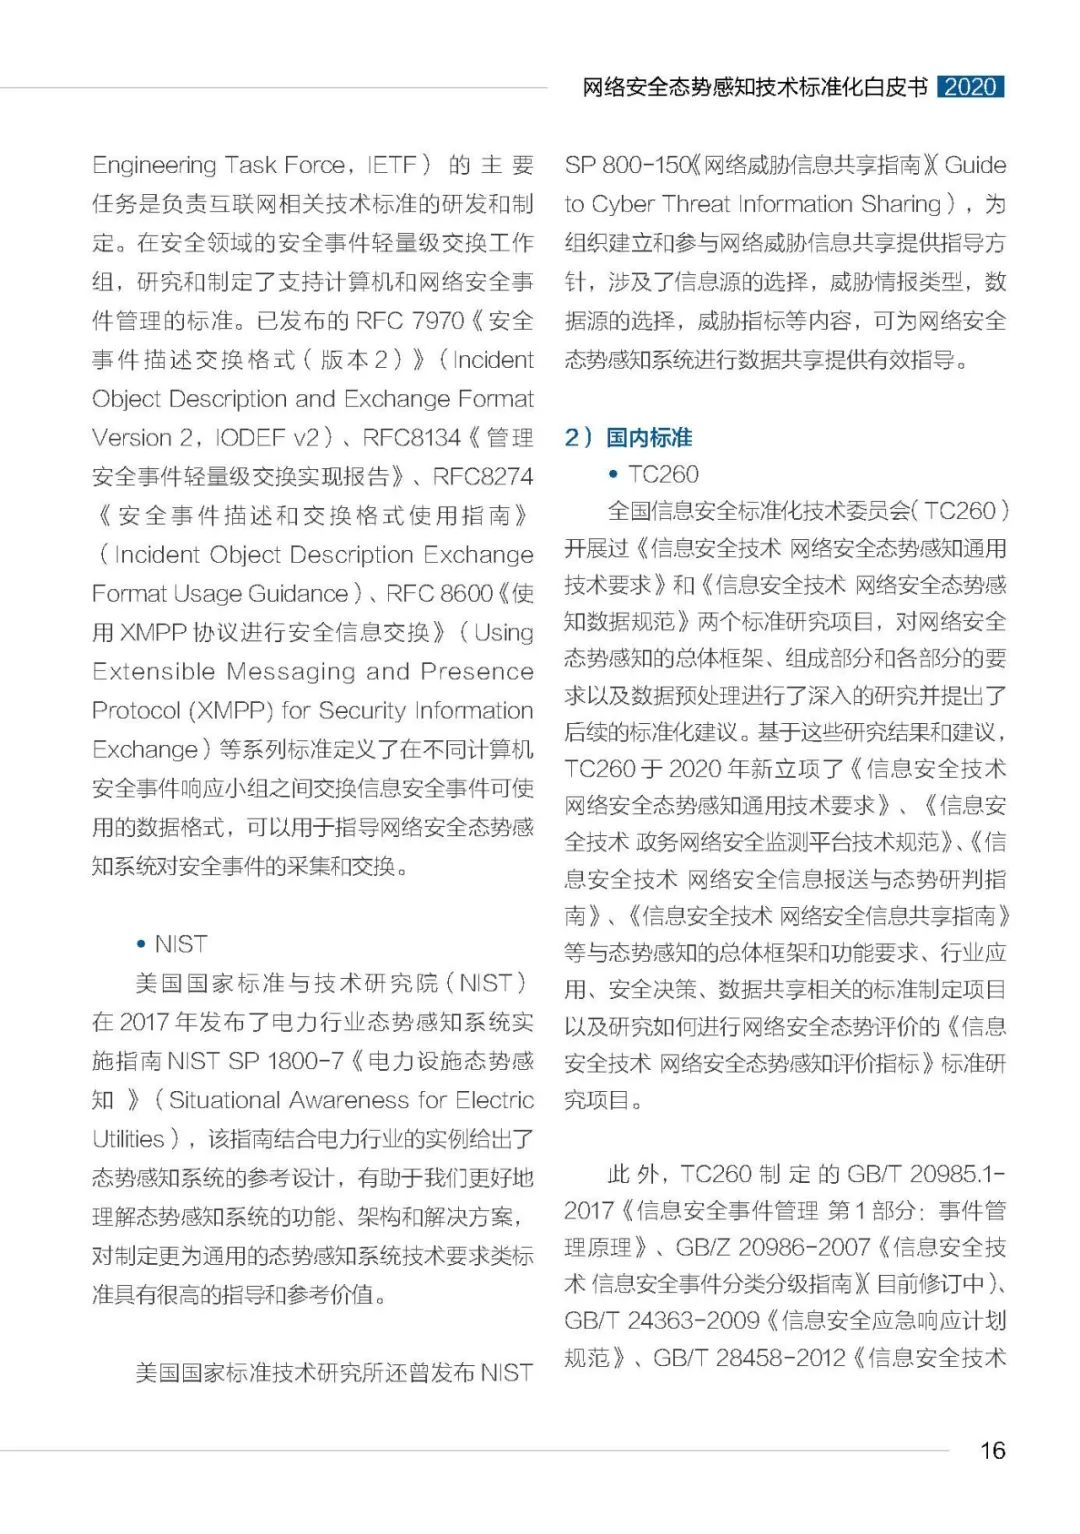 网络安全态势感知技术标准化白皮书 2020
Engineering Task Force，IETF）的主要
任务是负责互联网相关技术标准的研发和制
定。在安全领域的安全事件轻量级交换工作
组，研究和制定了支持计算机和网络安全事
件管理的标准。已发布的 RFC 7970《安全
事件描述交换格式（版本2）》（Incident
Object Description and Exchange Format
Version 2，IODEF v2）、RFC8134《管理
安全事件轻量级交换实现报告》、RFC8274
《安全事件描述和交换格式使用指南》
（Incident Object Description Exchange
Format Usage Guidance）、RFC 8600《使
用 XMPP 协议进行安全信息交换》（Using
Extensible Messaging and Presence
Protocol (XMPP) for Security Information
Exchange）等系列标准定义了在不同计算机
安全事件响应小组之间交换信息安全事件可使
用的数据格式，可以用于指导网络安全态势感
知系统对安全事件的采集和交换。
• NIST
美国国家标准与技术研究院（NIST）
在 2017 年发布了电力行业态势感知系统实
施指南 NIST SP 1800-7《电力设施态势感
知 》（Situational Awareness for Electric
Utilities），该指南结合电力行业的实例给出了
态势感知系统的参考设计，有助于我们更好地
理解态势感知系统的功能、架构和解决方案，
对制定更为通用的态势感知系统技术要求类标
准具有很高的指导和参考价值。
美国国家标准技术研究所还曾发布 NIST
SP 800-150《网络威胁信息共享指南》（Guide
to Cyber Threat Information Sharing），为
组织建立和参与网络威胁信息共享提供指导方
针，涉及了信息源的选择，威胁情报类型，数
据源的选择，威胁指标等内容，可为网络安全
态势感知系统进行数据共享提供有效指导。
2）国内标准
• TC260
全国信息安全标准化技术委员会（TC260）
开展过《信息安全技术 网络安全态势感知通用
技术要求》和《信息安全技术 网络安全态势感
知数据规范》两个标准研究项目，对网络安全
态势感知的总体框架、组成部分和各部分的要
求以及数据预处理进行了深入的研究并提出了
后续的标准化建议。基于这些研究结果和建议，
TC260 于 2020 年新立项了《信息安全技术
网络安全态势感知通用技术要求》、《信息安
全技术 政务网络安全监测平台技术规范》、《信
息安全技术 网络安全信息报送与态势研判指
南》、《信息安全技术 网络安全信息共享指南》
等与态势感知的总体框架和功能要求、行业应
用、安全决策、数据共享相关的标准制定项目
以及研究如何进行网络安全态势评价的《信息
安全技术 网络安全态势感知评价指标》标准研
究项目。
此外，TC260 制定的 GB/T 20985.1-
2017《信息安全事件管理 第 1 部分：事件管
理原理》、GB/Z 20986-2007《信息安全技
术 信息安全事件分类分级指南》（目前修订中）、
GB/T 24363-2009《信息安全应急响应计划
规范》、GB/T 28458-2012《信息安全技术
16